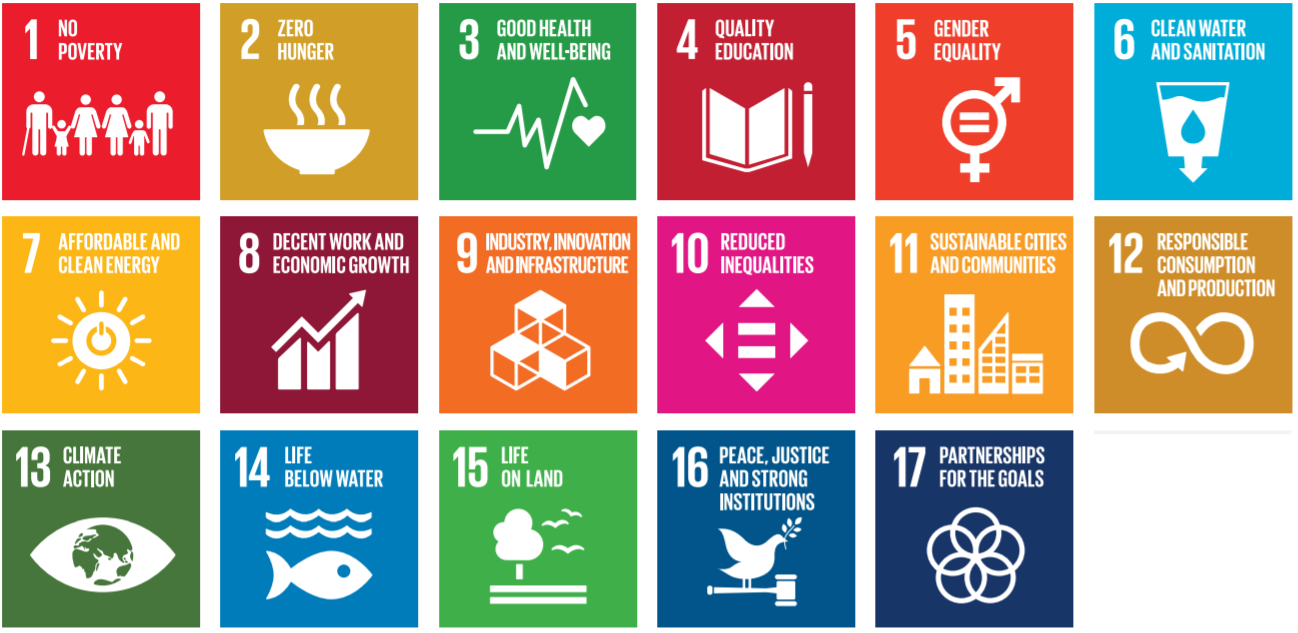 1 NO
POVERTY
2 ZERO
HUNGER
3 GOOD HEALTH
AND WELL-BEING
4 QUALITY
EDUCATION
5 GENDER
EQUALITY
6 CLEAN WATER
AND SANITATION
7 AFFORDABLE AND
CLEAN ENERGY
8 DECENT WORK AND
ECONOMIC GROWTH
9 INDUSTRY, INNOVATION
AND INFRASTRUCTURE
10 REDUCED
INEQUALITIES
11 SUSTAINABLE CITIES
AND COMMUNITIES
12 RESPONSIBLE
CONSUMPTION
AND PRODUCTION
13 CLIMATE
ACTION
14 LIFE
BELOW WATER
15 LIFE
ON LAND
16 PEACE, JUSTICE
AND STRONG
INSTITUTIONS
17 PARTNERSHIPS
FOR THE GOALS